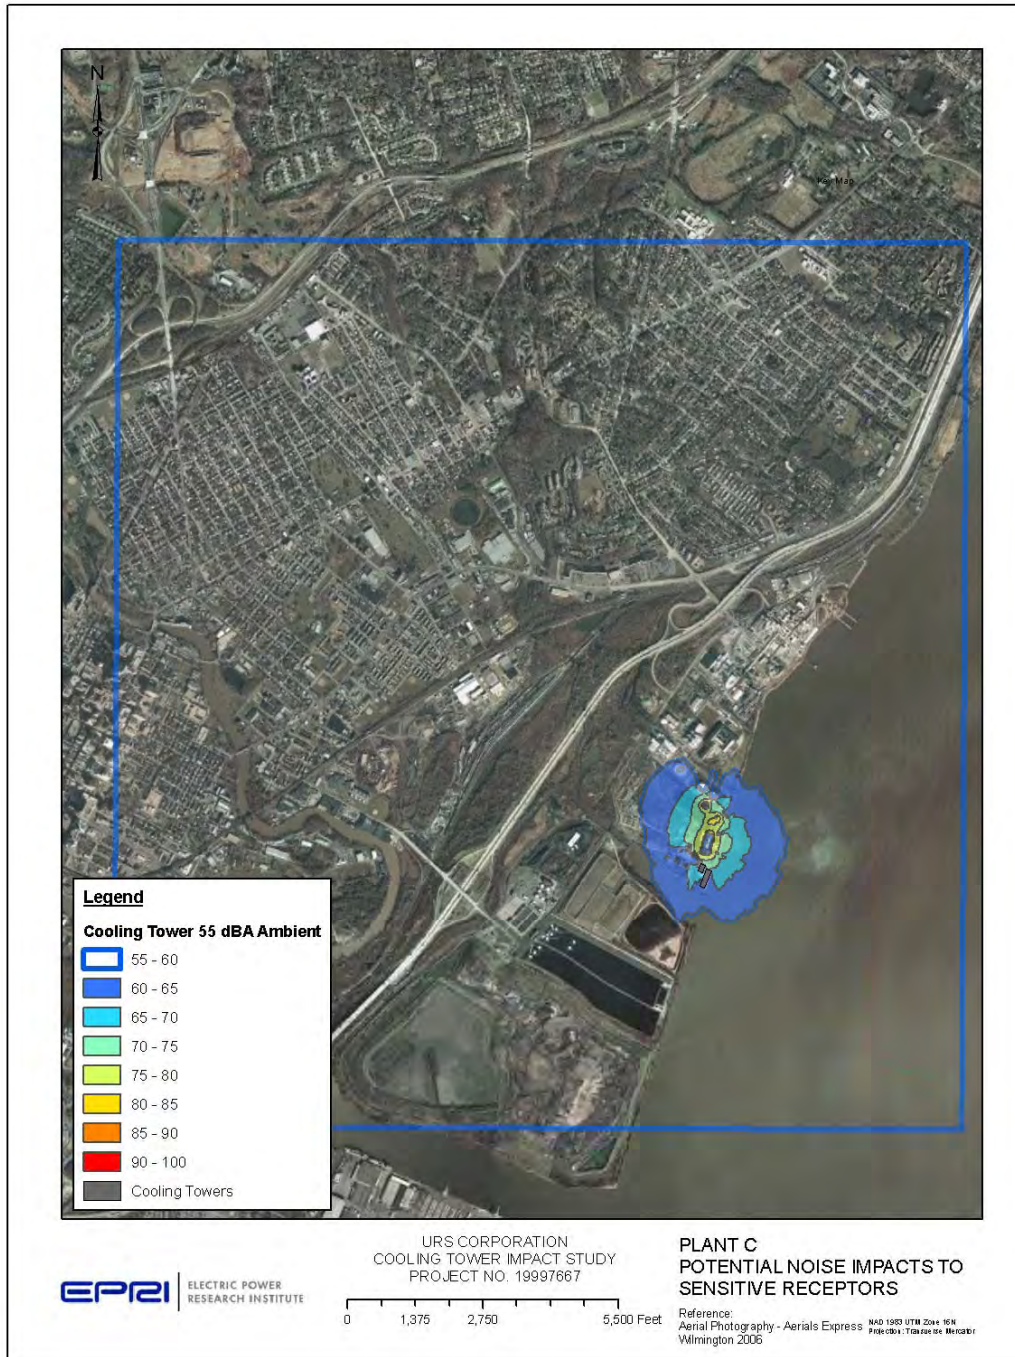 N
Key Map
Legend
Cooling Tower 55 dBA Ambient
55 - 60
60 - 65
65 - 70
70 - 75
75 - 80
80 - 85
85 - 90
90 - 100
Cooling Towers
EPRI
ELECTRIC POWER
RESEARCH INSTITUTE
URS CORPORATION
COOLING TOWER IMPACT STUDY
PROJECT NO. 19997667
0 1,375 2,750 5,500 Feet
PLANT C
POTENTIAL NOISE IMPACTS TO
SENSITIVE RECEPTORS
Reference:
Aerial Photography - Aerials Express
Wilmington 2006
NAD 1983 UTM Zone 16N
Projection: Transverse Mercator